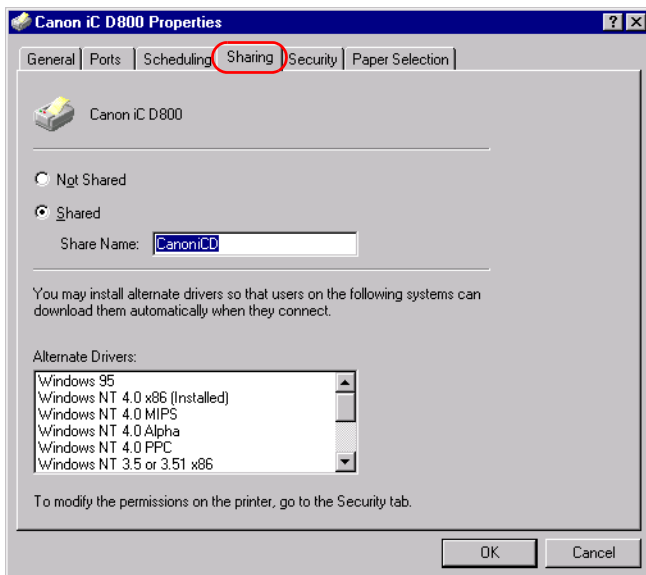 Canon iC D800 Properties
General Ports Scheduling Sharing Security Paper Selection
Canon iC D800
Not Shared
Shared
Share Name: CanoniCD
You may install alternate drivers so that users on the following systems can
download them automatically when they connect.
Alternate Drivers:
Windows 95
Windows NT 4.0 x86 (Installed)
Windows NT 4.0 MIPS
Windows NT 4.0 Alpha
Windows NT 4.0 PPC
Windows NT 3.5 or 3.51 x86
To modify the permissions on the printer, go to the Security tab.
OK Cancel